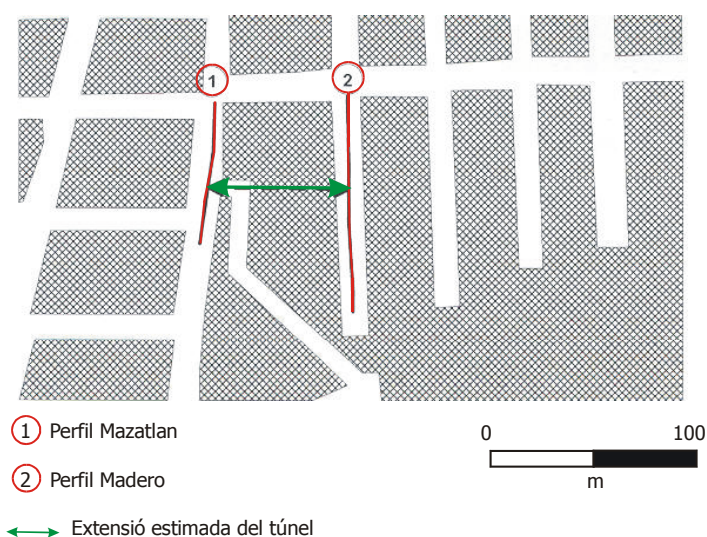 1
2
1 Perfil Mazatlan
2 Perfil Madero
Extensió estimada del túnel
0 100
m